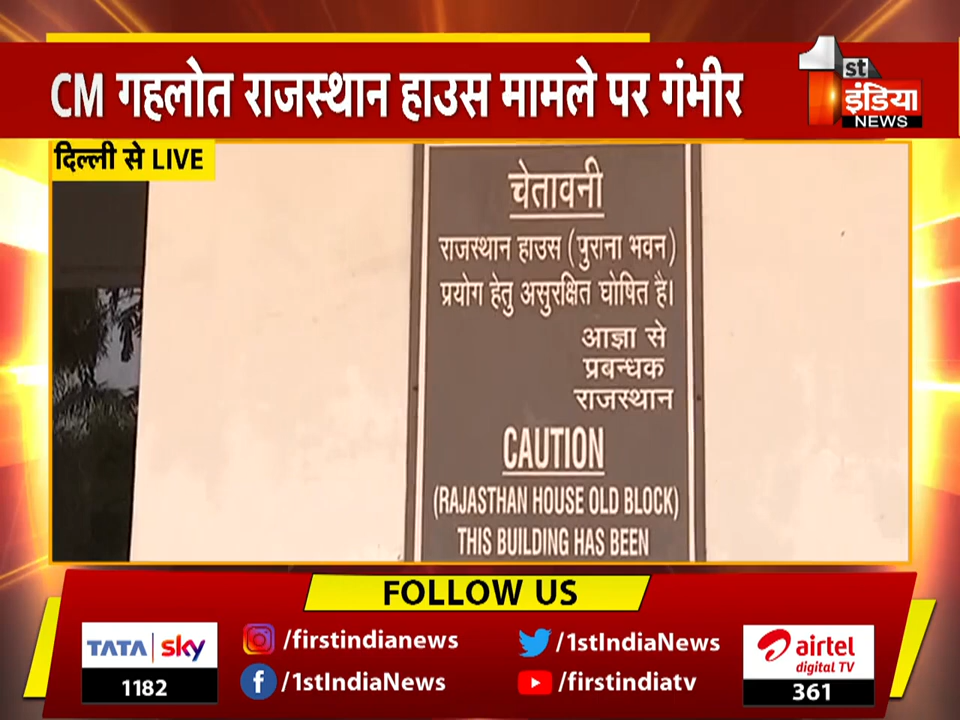 CM गहलोत राजस्थान हाउस मामले पर गंभीर
1st
इंडिया
NEWS
दिल्ली से LIVE
चेतावनी
राजस्थान हाउस (पुराना भवन)
प्रयोग हेतु असुरक्षित घोषित है।
आज्ञा से
प्रबन्धक
राजस्थान
CAUTION
(RAJASTHAN HOUSE OLD BLOCK)
THIS BUILDING HAS BEEN
FOLLOW US
TATA sky
1182
/firstindianews
/1stIndiaNews
/1stIndiaNews
/firstindiatv
airtel
digital TV
361